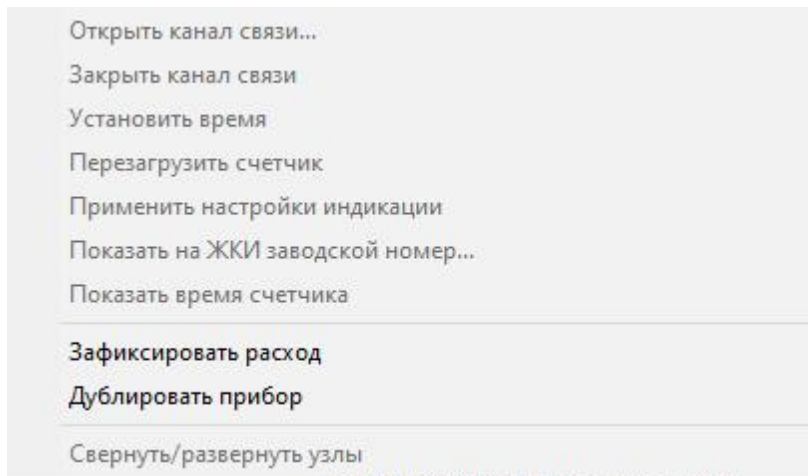 Открыть канал связи...
Закрыть канал связи
Установить время
Перезагрузить счетчик
Применить настройки индикации
Показать на ЖКИ заводской номер...
Показать время счетчика
Зафиксировать расход
Дублировать прибор
Свернуть/развернуть узлы